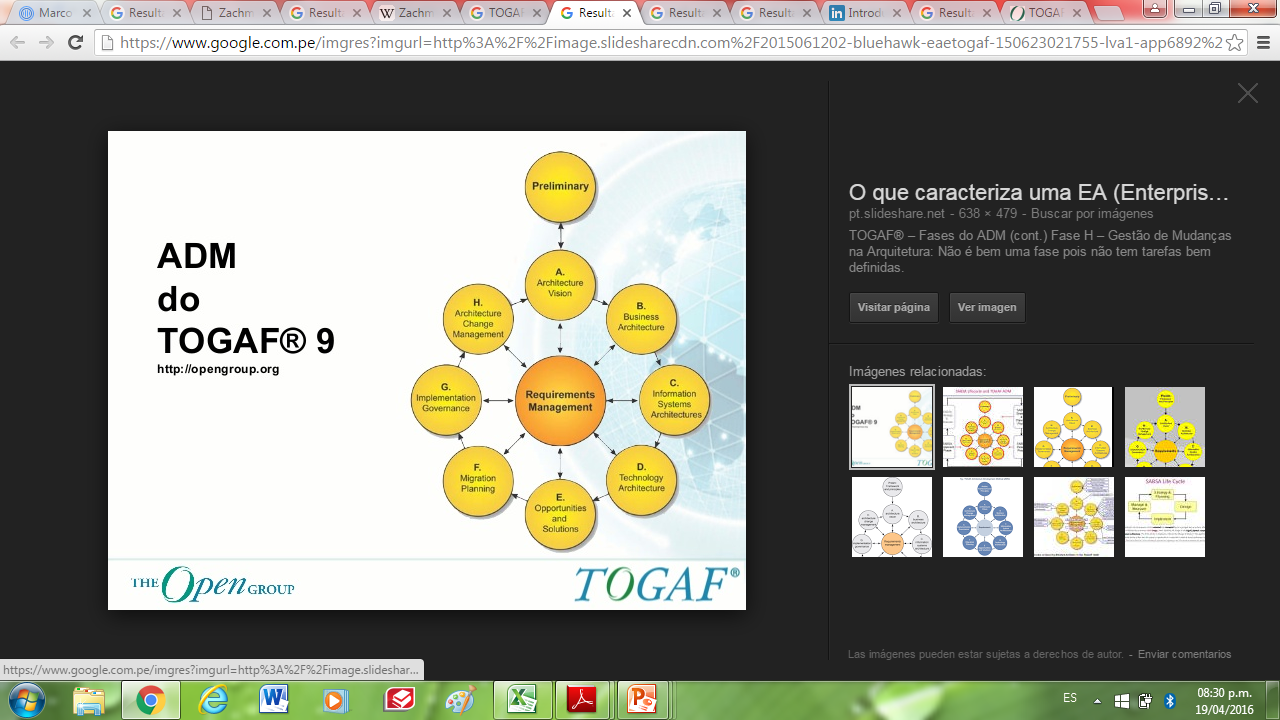 Marco
Result
Zachm
Result
Zachm
TOGAF
Result
Result
Result
Introdu
Result
TOGAF
https://www.google.com.pe/imgres?imgurl=http%3A%2F%2Fimage.slidesharecdn.com%2F2015061202-bluehawk-eaetogaf-150623021755-lva1-app6892%2
ADM
do
TOGAF® 9
http://opengroup.org
Preliminary
A.
Architecture
Vision
B.
Business
Architecture
C.
Information
Systems
Architectures
D.
Technology
Architecture
E.
Opportunities
and
Solutions
F.
Migration
Planning
G.
Implementation
Governance
H.
Architecture
Change
Management
Requirements
Management
THE Open GROUP
TOGAF®
O que caracteriza uma EA (Enterpris...
pt.slideshare.net - 638 × 479 - Buscar por imágenes
TOGAF® – Fases do ADM (cont.) Fase H – Gestão de Mudanças
na Arquitetura: Não é bem uma fase pois não tem tarefas bem
definidas.
Visitar página
Ver imagen
Imágenes relacionadas:
SABSA Life Cycle
Las imágenes pueden estar sujetas a derechos de autor. - Enviar comentarios
https://www.google.com.pe/imgres?imgurl=http%3A%2F%2Fimage.slideshar...
ES
08:30 p.m.
19/04/2016